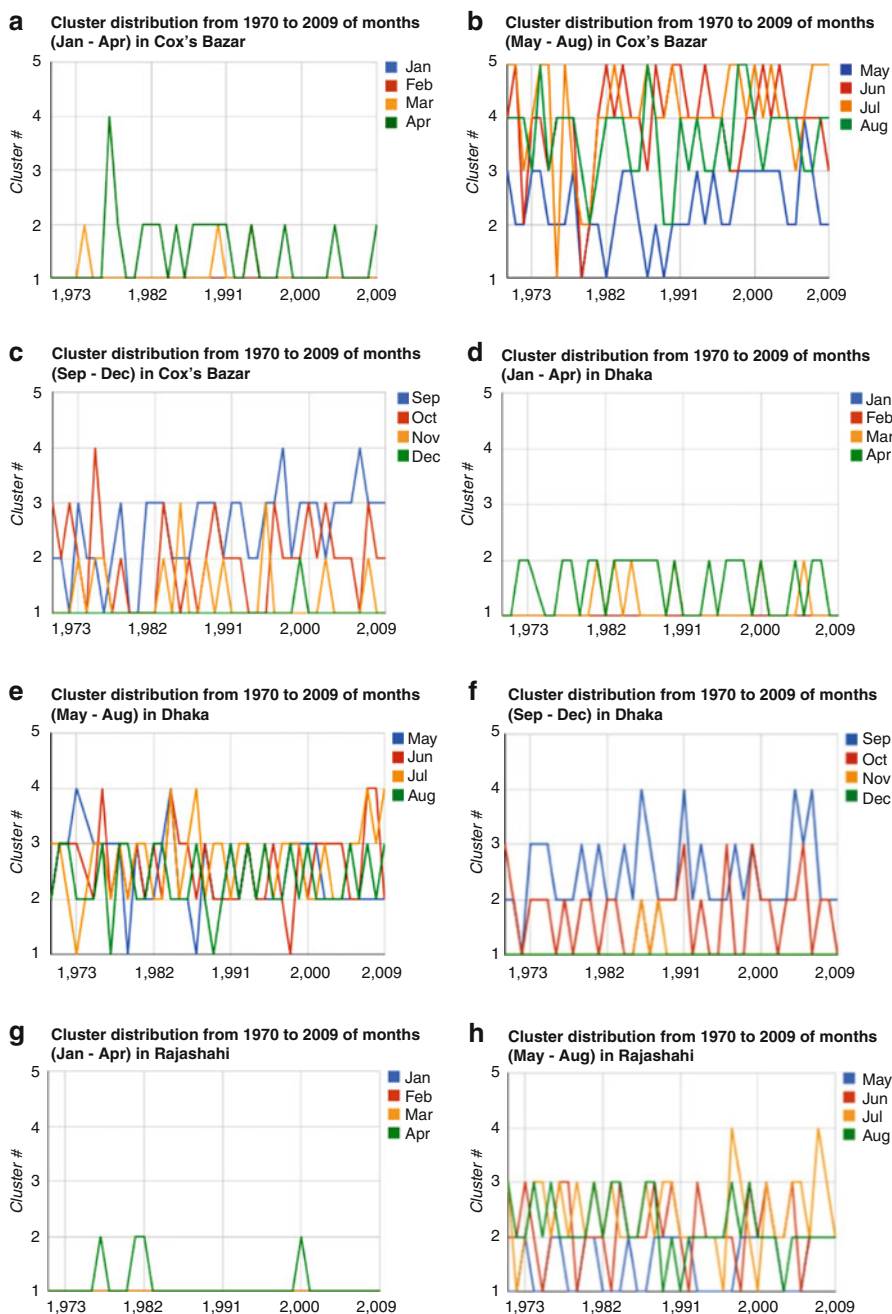 a Cluster distribution from 1970 to 2009 of months
(Jan - Apr) in Cox's Bazar
5
4
3
2
1
Cluster #
1,973 1,982 1,991 2,000 2,009
Jan
Feb
Mar
Apr
b Cluster distribution from 1970 to 2009 of months
(May - Aug) in Cox's Bazar
5
4
3
2
1
Cluster #
1,973 1,982 1,991 2,000 2,009
May
Jun
Jul
Aug
c Cluster distribution from 1970 to 2009 of months
(Sep - Dec) in Cox's Bazar
5
4
3
2
1
Cluster #
1,973 1,982 1,991 2,000 2,009
Sep
Oct
Nov
Dec
d Cluster distribution from 1970 to 2009 of months
(Jan - Apr) in Dhaka
5
4
3
2
1
Cluster #
1,973 1,982 1,991 2,000 2,009
Jan
Feb
Mar
Apr
e Cluster distribution from 1970 to 2009 of months
(May - Aug) in Dhaka
5
4
3
2
1
Cluster #
1,973 1,982 1,991 2,000 2,009
May
Jun
Jul
Aug
f Cluster distribution from 1970 to 2009 of months
(Sep - Dec) in Dhaka
5
4
3
2
1
Cluster #
1,973 1,982 1,991 2,000 2,009
Sep
Oct
Nov
Dec
g Cluster distribution from 1970 to 2009 of months
(Jan - Apr) in Rajashahi
5
4
3
2
1
Cluster #
1,973 1,982 1,991 2,000 2,009
Jan
Feb
Mar
Apr
h Cluster distribution from 1970 to 2009 of months
(May - Aug) in Rajashahi
5
4
3
2
1
Cluster #
1,973 1,982 1,991 2,000 2,009
May
Jun
Jul
Aug